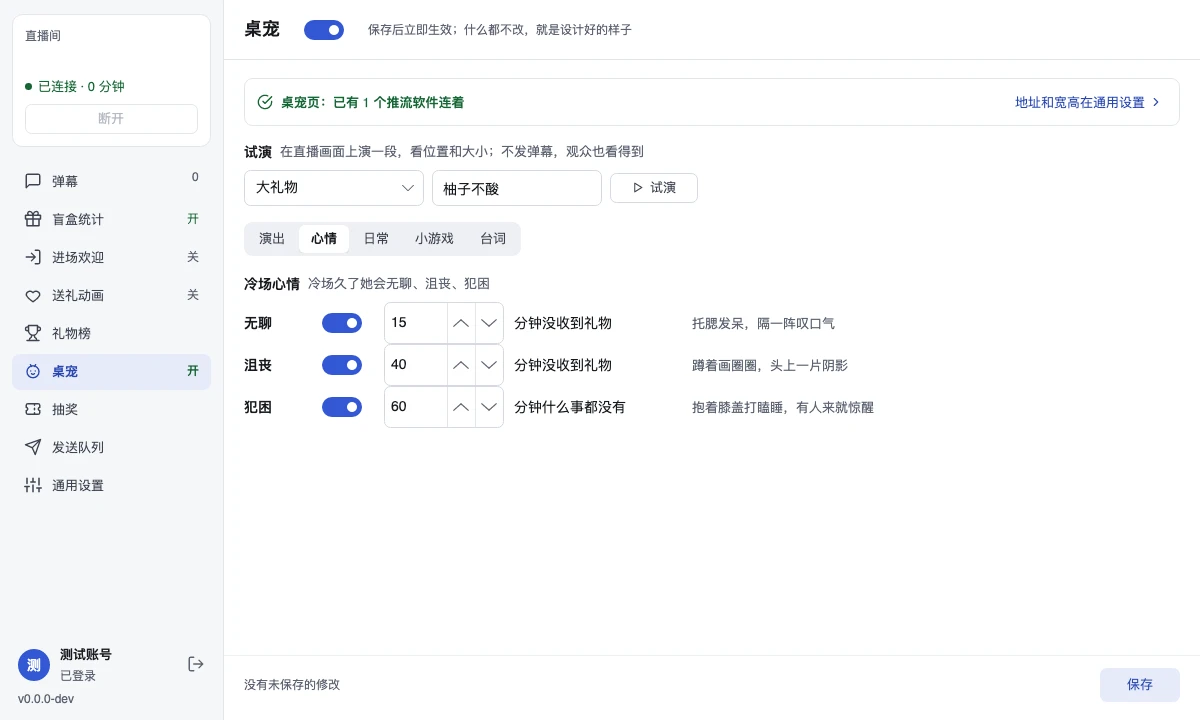 直播间
已连接 · 0 分钟
断开
弹幕 0
盲盒统计 开
进场欢迎 关
送礼动画 关
礼物榜
桌宠 开
抽奖
发送队列
通用设置
测 测试账号
已登录
v0.0.0-dev
桌宠 保存后立即生效；什么都不改，就是设计好的样子
桌宠页：已有 1 个推流软件连着 地址和宽高在通用设置
试演 在直播画面上演一段，看位置和大小；不发弹幕，观众也看得到
大礼物 柚子不酸 试演
演出 心情 日常 小游戏 台词
冷场心情 冷场久了她会无聊、沮丧、犯困
无聊 15 分钟没收到礼物 托腮发呆，隔一阵叹口气
沮丧 40 分钟没收到礼物 蹲着画圈圈，头上一片阴影
犯困 60 分钟什么事都没有 抱着膝盖打瞌睡，有人来就惊醒
没有未保存的修改 保存